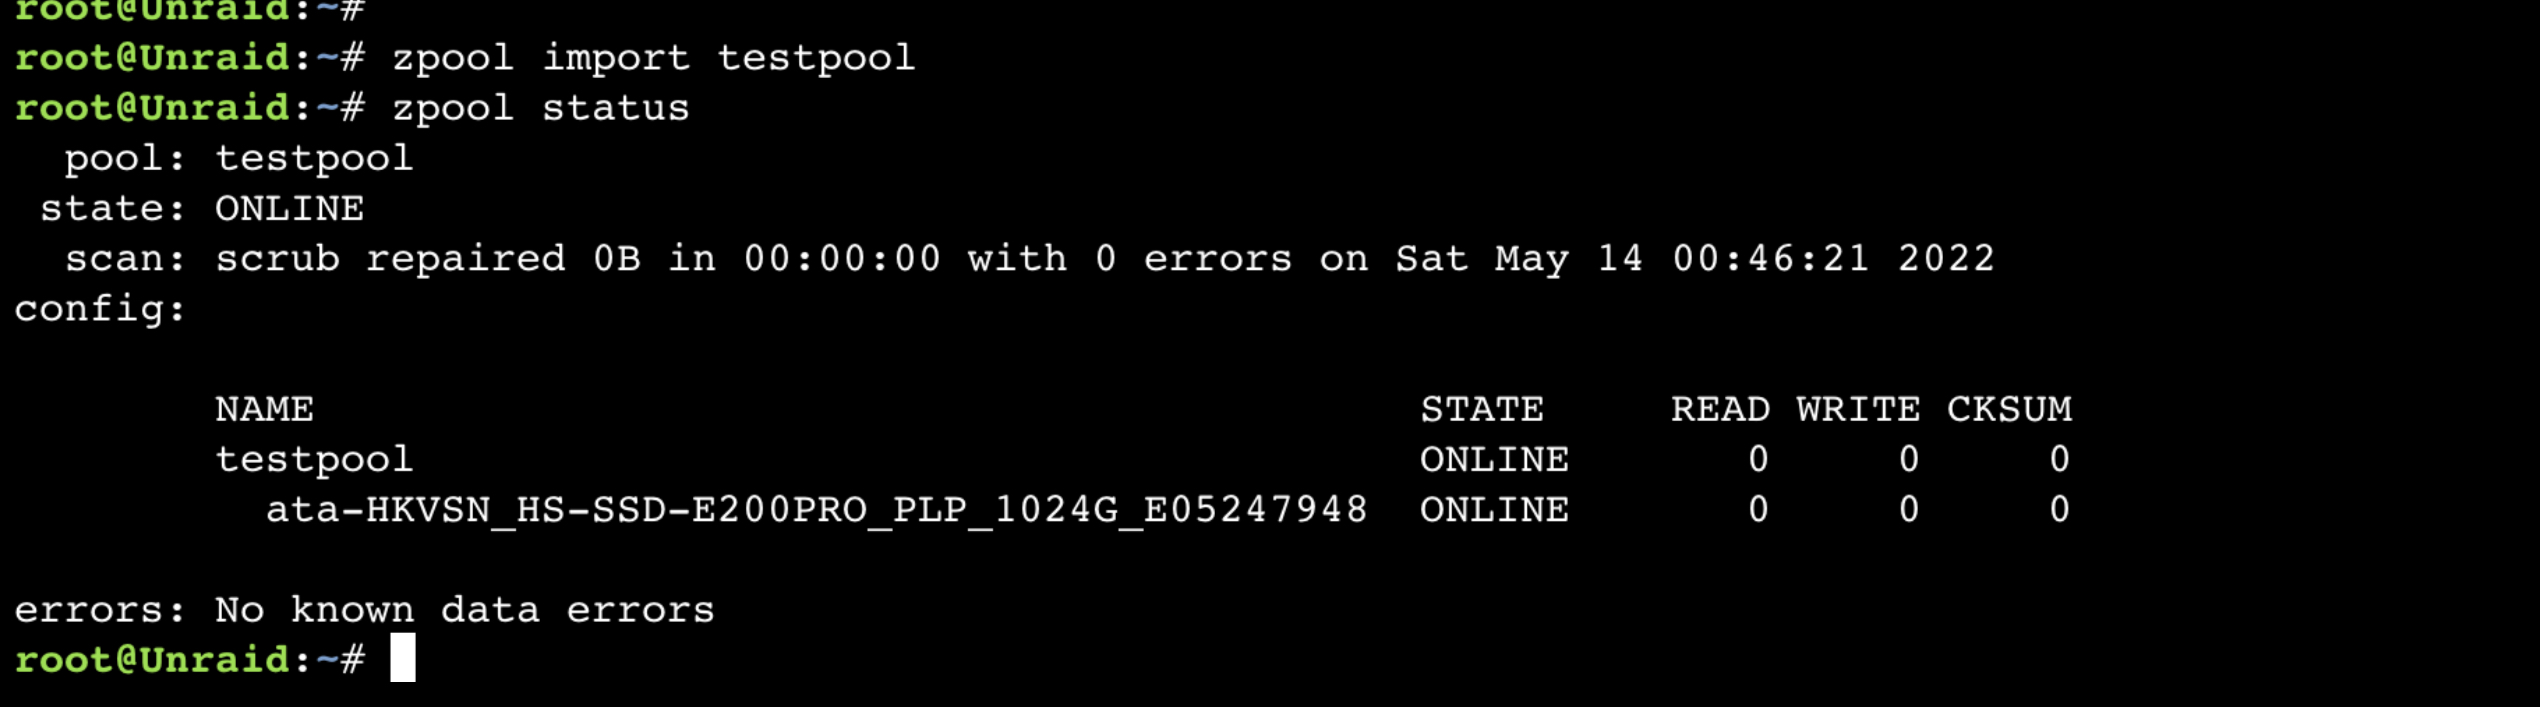 root@Unraid:~#
root@Unraid:~# zpool import testpool
root@Unraid:~# zpool status
  pool: testpool
 state: ONLINE
  scan: scrub repaired 0B in 00:00:00 with 0 errors on Sat May 14 00:46:21 2022
config:

        NAME                                            STATE     READ WRITE CKSUM
        testpool                                        ONLINE       0     0     0
          ata-HKVSN_HS-SSD-E200PRO_PLP_1024G_E05247948  ONLINE       0     0     0

errors: No known data errors
root@Unraid:~#